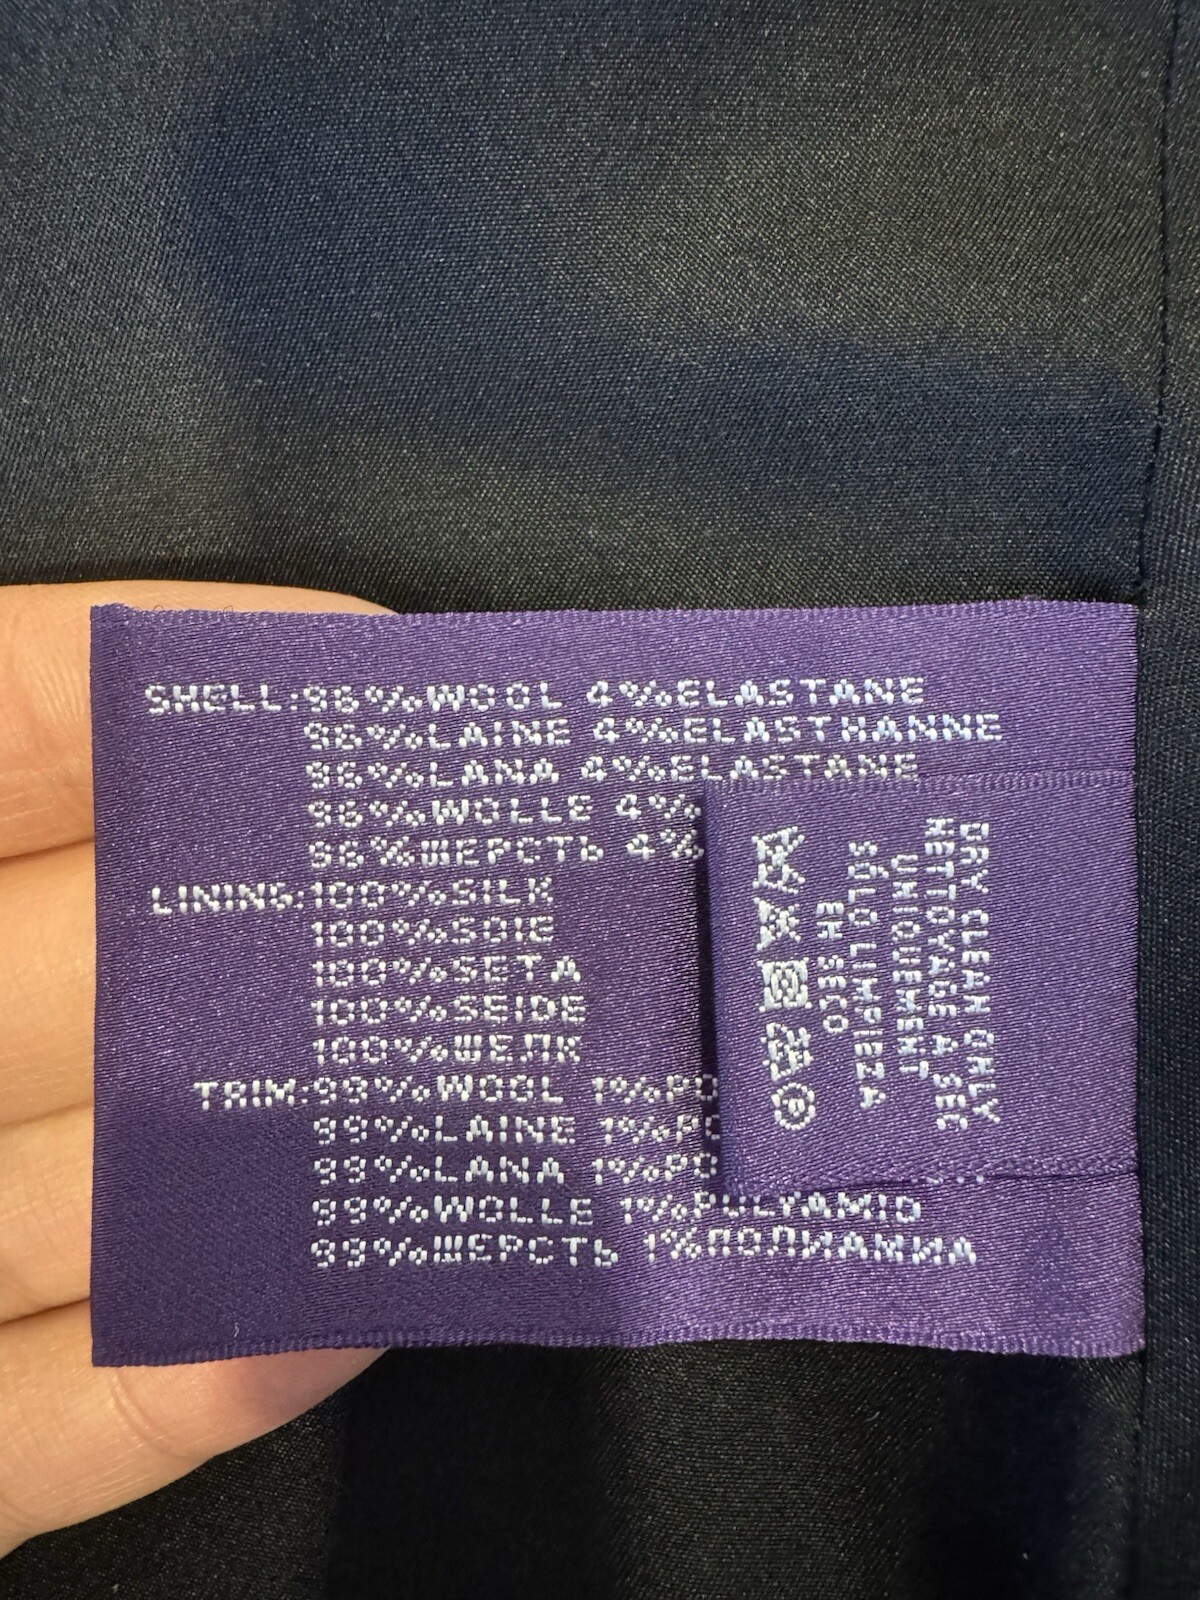 SHELL:96%WOOL 4%ELASTANE
96%LAINE 4%ELASTHANNE
96%LANA 4%ELASTANE
96%WOLLE 4%
96%ШЕРСТЬ 4%
LINING:100%SILK
100%SOIE
100%SETA
100%SEIDE
100%ШЕЛК
TRIM:99%WOOL 1%PO
99%LAINE 1%PO
99%LANA 1%PO
99%WOLLE 1%POLYAMID
99%ШЕРСТЬ 1%ПОЛИАМИД
DRY CLEAN ONLY
NETTOYAGE A SEC
UNIQUEMENT
SÓLO LIMPIEZA
EN SECO